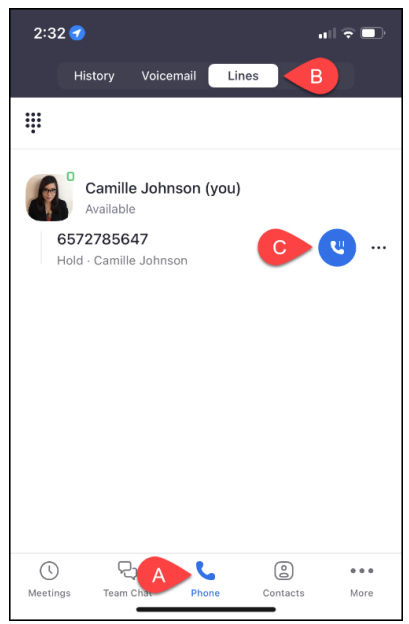 2:32
History Voicemail Lines B
Camille Johnson (you)
Available
6572785647
Hold · Camille Johnson
C
A
Meetings Team Chat Phone Contacts More